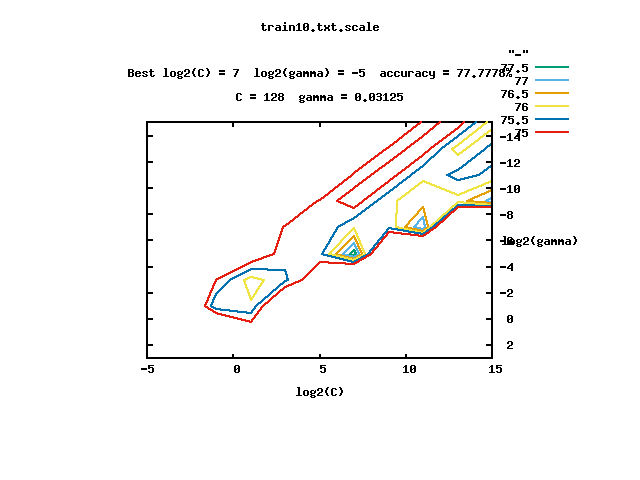 train10.txt.scale
"-"
Best log2(C) = 7 log2(gamma) = -5 accuracy = 77.7778%
77.5
77
C = 128 gamma = 0.03125
76.5
76
75.5
75
-14
-12
-10
-8
-6
log2(gamma)
-4
-2
0
2
-5 0 5 10 15
log2(C)